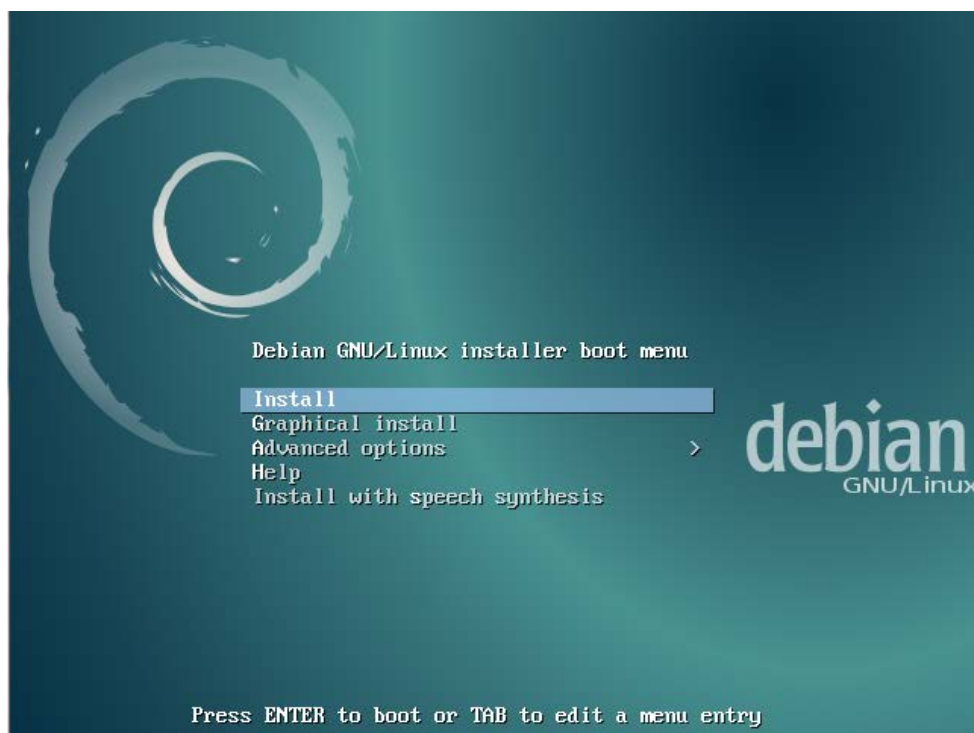 Debian GNU/Linux installer boot menu
Install
Graphical install
Advanced options >
Help
Install with speech synthesis
debian
GNU/Linux
Press ENTER to boot or TAB to edit a menu entry